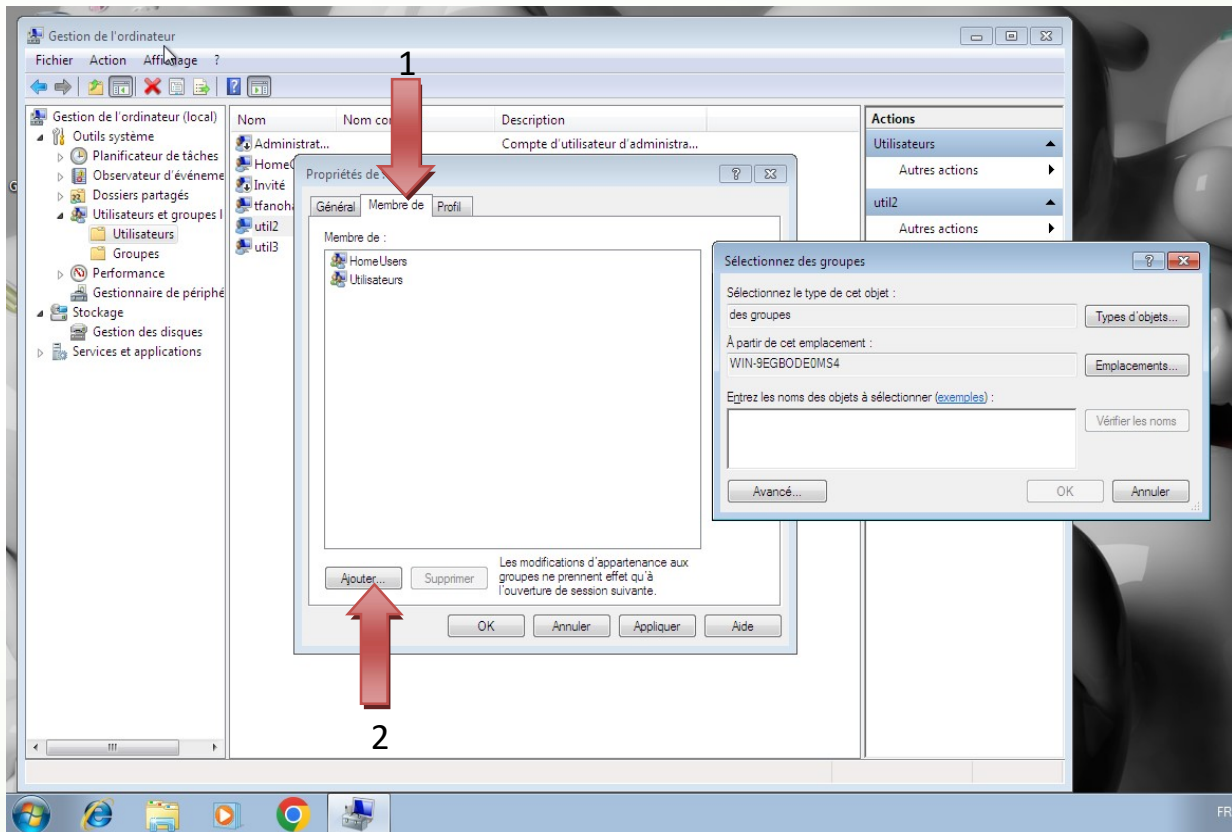 Gestion de l'ordinateur
Fichier Action Affichage ?
1
Gestion de l'ordinateur (local)
Outils système
Planificateur de tâches
Observateur d'événeme
Dossiers partagés
Utilisateurs et groupes l
Utilisateurs
Groupes
Performance
Gestionnaire de périphé
Stockage
Gestion des disques
Services et applications
Nom Nom co Description
Administrat... Compte d'utilisateur d'administra...
Invité
util2
util3
Actions
Utilisateurs
Autres actions
util2
Autres actions
Propriétés de
Général Membre de Profil
Membre de :
HomeUsers
Utilisateurs
Ajouter... Supprimer
Les modifications d'appartenance aux
groupes ne prennent effet qu'à
l'ouverture de session suivante.
OK Annuler Appliquer Aide
2
Sélectionnez des groupes
Sélectionnez le type de cet objet :
des groupes Types d'objets...
À partir de cet emplacement :
WIN-9EGBODE0MS4 Emplacements...
Entrez les noms des objets à sélectionner (exemples) :
Vérifier les noms
Avancé... OK Annuler
FR